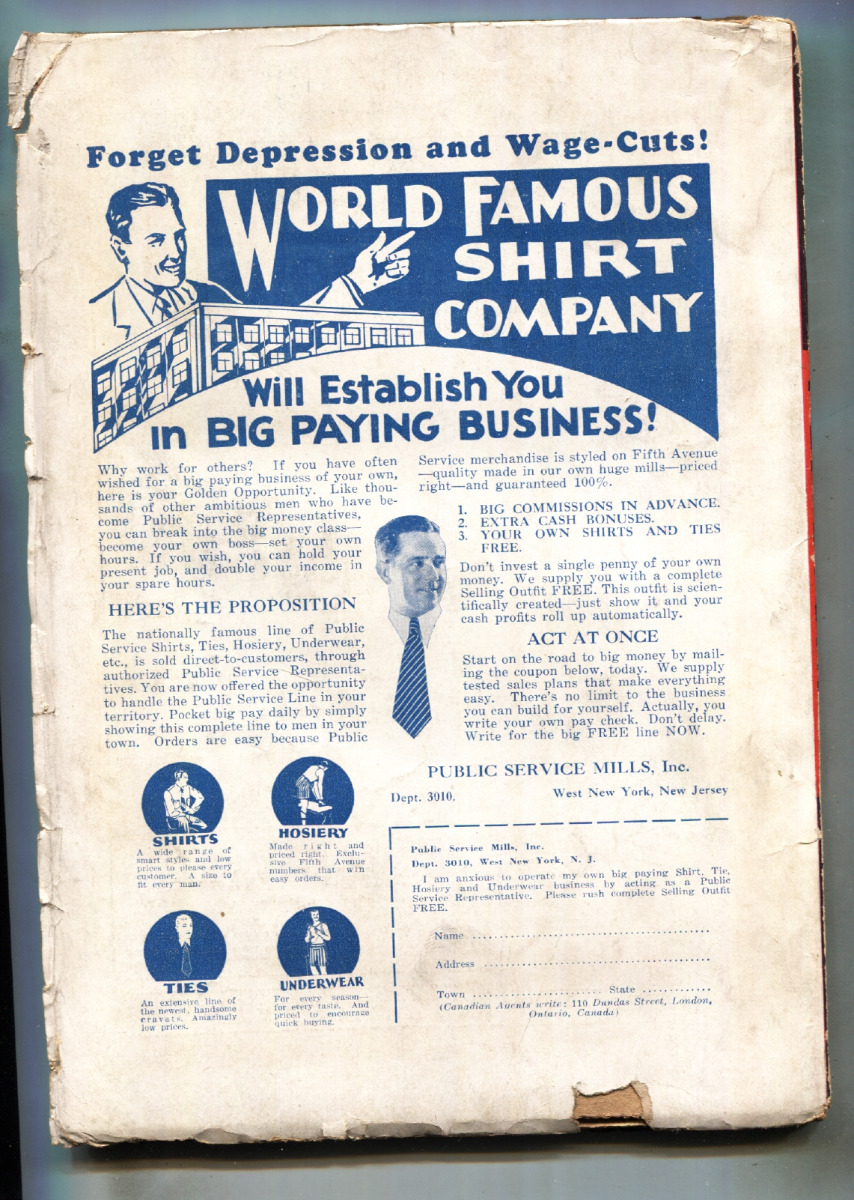 Forget Depression and Wage-Cuts!
WORLD FAMOUS
SHIRT
COMPANY
Will Establish You
in BIG PAYING BUSINESS!
Why work for others? If you have often
wished for a big paying business of your own,
here is your Golden Opportunity. Like thou-
sands of other ambitious men who have be-
come Public Service Representatives,
you can break into the big money class—
become your own boss—set your own
hours. If you wish, you can hold your
present job, and double your income in
your spare hours.
HERE'S THE PROPOSITION
The nationally famous line of Public
Service Shirts, Ties, Hosiery, Underwear,
etc., is sold direct-to-customers, through
authorized Public Service Representa-
tives. You are now offered the opportunity
to handle the Public Service Line in your
territory. Pocket big pay daily by simply
showing this complete line to men in your
town. Orders are easy because Public
Service merchandise is styled on Fifth Avenue
—quality made in our own huge mills—priced
right—and guaranteed 100%.
1. BIG COMMISSIONS IN ADVANCE.
2. EXTRA CASH BONUSES.
3. YOUR OWN SHIRTS AND TIES
FREE.
Don't invest a single penny of your own
money. We supply you with a complete
Selling Outfit FREE. This outfit is scien-
tifically created—just show it and your
cash profits roll up automatically.
ACT AT ONCE
Start on the road to big money by mail-
ing the coupon below, today. We supply
tested sales plans that make everything
easy. There's no limit to the business
you can build for yourself. Actually, you
write your own pay check. Don't delay.
Write for the big FREE line NOW.
PUBLIC SERVICE MILLS, Inc.
Dept. 3010, West New York, New Jersey
SHIRTS
A wide range of
smart styles and low
prices to please every
customer. A size to
fit every man.
HOSIERY
Made right and
priced right. Exclu-
sive Fifth Avenue
numbers that win
easy orders.
TIES
An extensive line of
the newest, handsome
cravats. Amazingly
low prices.
UNDERWEAR
For every season—
for every taste. And
priced to encourage
quick buying.
Public Service Mills, Inc.
Dept. 3010, West New York, N. J.
I am anxious to operate my own big paying Shirt, Tie,
Hosiery and Underwear business by acting as a Public
Service Representative. Please rush complete Selling Outfit
FREE.
Name ........................................
Address ........................................
Town ........................ State .............
(Canadian Agents write: 110 Dundas Street, London,
Ontario, Canada)